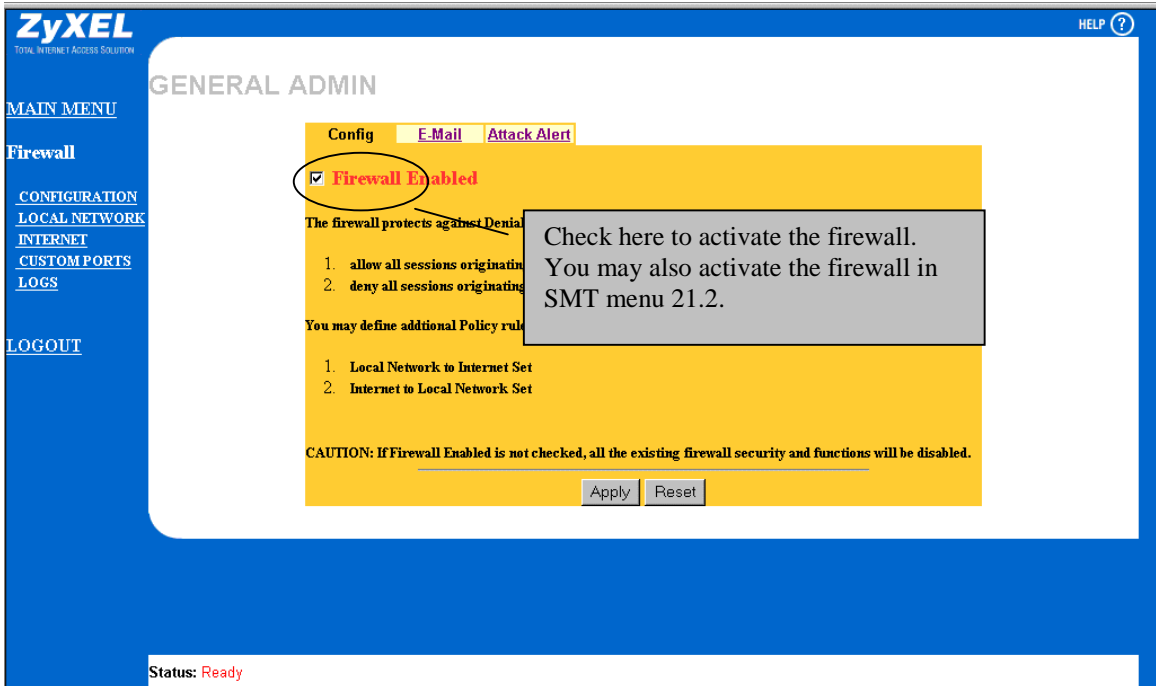 ZyXEL
TOTAL INTERNET ACCESS SOLUTION
HELP ?
GENERAL ADMIN
MAIN MENU
Firewall
CONFIGURATION
LOCAL NETWORK
INTERNET
CUSTOM PORTS
LOGS
LOGOUT
Config E-Mail Attack Alert
Firewall Enabled
The firewall protects against Denial
1. allow all sessions originating
2. deny all sessions originating
You may define addtional Policy rule
1. Local Network to Internet Set
2. Internet to Local Network Set
CAUTION: If Firewall Enabled is not checked, all the existing firewall security and functions will be disabled.
Apply Reset
Check here to activate the firewall.
You may also activate the firewall in
SMT menu 21.2.
Status: Ready